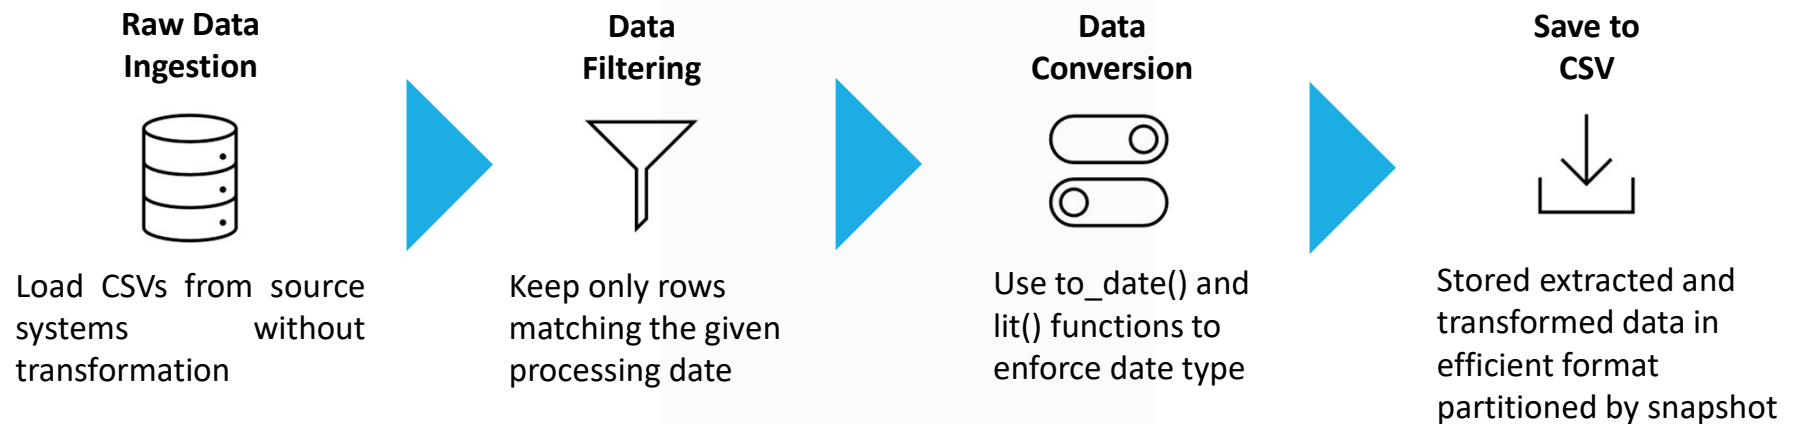 Raw Data
Ingestion
Load CSVs from source
systems without
transformation
Data
Filtering
Keep only rows
matching the given
processing date
Data
Conversion
Use to_date() and
lit() functions to
enforce date type
Save to
CSV
Stored extracted and
transformed data in
efficient format
partitioned by snapshot